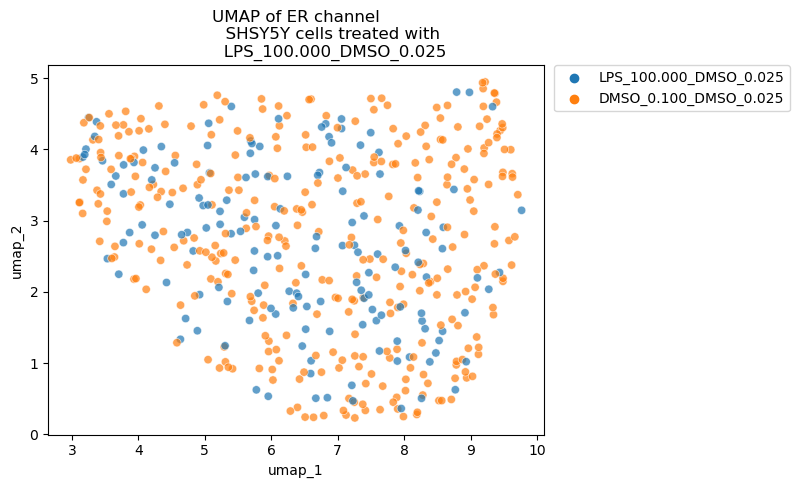 UMAP of ER channel
SHSY5Y cells treated with
LPS_100.000_DMSO_0.025
LPS_100.000_DMSO_0.025
DMSO_0.100_DMSO_0.025
5
4
3
2
1
0
umap_2
3 4 5 6 7 8 9 10
umap_1